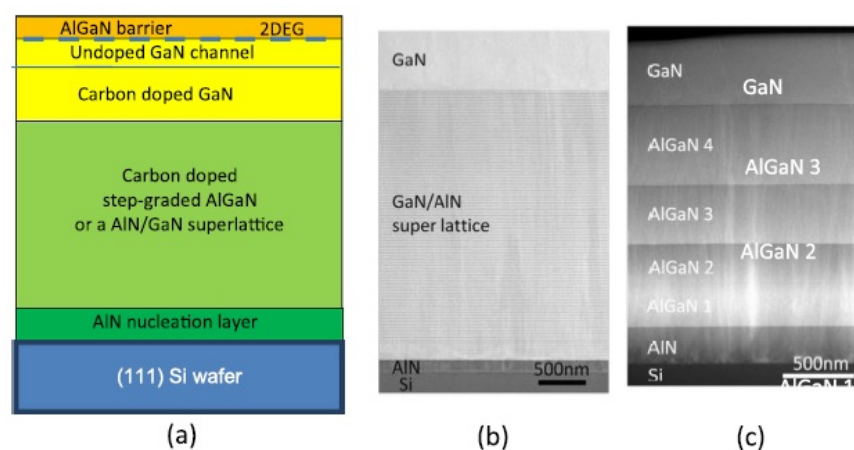 AlGaN barrier 2DEG
Undoped GaN channel
Carbon doped GaN
Carbon doped
step-graded AlGaN
or a AlN/GaN superlattice
AlN nucleation layer
(111) Si wafer
(a)
GaN
GaN/AlN
super lattice
AlN
500nm
Si
(b)
GaN
GaN
AlGaN 4
AlGaN 3
AlGaN 3
AlGaN 2
AlGaN 2
AlGaN 1
AlN
500nm
Si
AlGaN 1
(c)